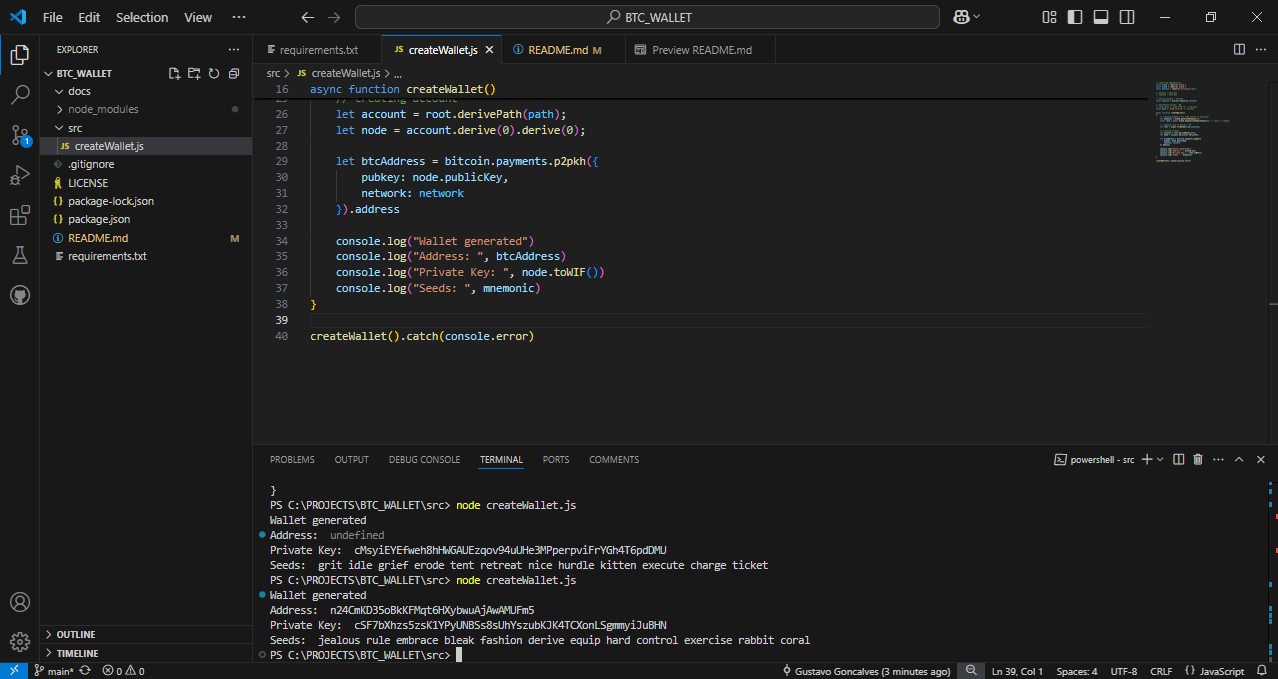 File Edit Selection View ··· BTC_WALLET
EXPLORER ···
requirements.txt JS createWallet.js README.md M Preview README.md
BTC_WALLET
docs
node_modules
src
JS createWallet.js
.gitignore
LICENSE
{} package-lock.json
{} package.json
README.md M
requirements.txt
OUTLINE
TIMELINE
src > JS createWallet.js > ...
16 async function createWallet()
25 // creating account
26 let account = root.derivePath(path);
27 let node = account.derive(0).derive(0);
28
29 let btcAddress = bitcoin.payments.p2pkh({
30 pubkey: node.publicKey,
31 network: network
32 }).address
33
34 console.log("Wallet generated")
35 console.log("Address: ", btcAddress)
36 console.log("Private Key: ", node.toWIF())
37 console.log("Seeds: ", mnemonic)
38 }
39
40 createWallet().catch(console.error)
PROBLEMS OUTPUT DEBUG CONSOLE TERMINAL PORTS COMMENTS powershell - src
}
PS C:\PROJECTS\BTC_WALLET\src> node createWallet.js
Wallet generated
Address:  undefined
Private Key:  cMsyiEYEfweh8hHWGAUEzqov94uUHe3MPperpviFrYGh4T6pdDMU
Seeds:  grit idle grief erode tent retreat nice hurdle kitten execute charge ticket
PS C:\PROJECTS\BTC_WALLET\src> node createWallet.js
Wallet generated
Address:  n24CmKD35oBkKFMqt6HXybwuAjAwAMUFm5
Private Key:  cSF7bXhzs5zsK1YPyUNBSs8sUhYszubKJK4TCXonLSgmmyiJuBHN
Seeds:  jealous rule embrace bleak fashion derive equip hard control exercise rabbit coral
PS C:\PROJECTS\BTC_WALLET\src>
1
main* 0 0 Gustavo Goncalves (3 minutes ago) Ln 39, Col 1 Spaces: 4 UTF-8 CRLF {} JavaScript